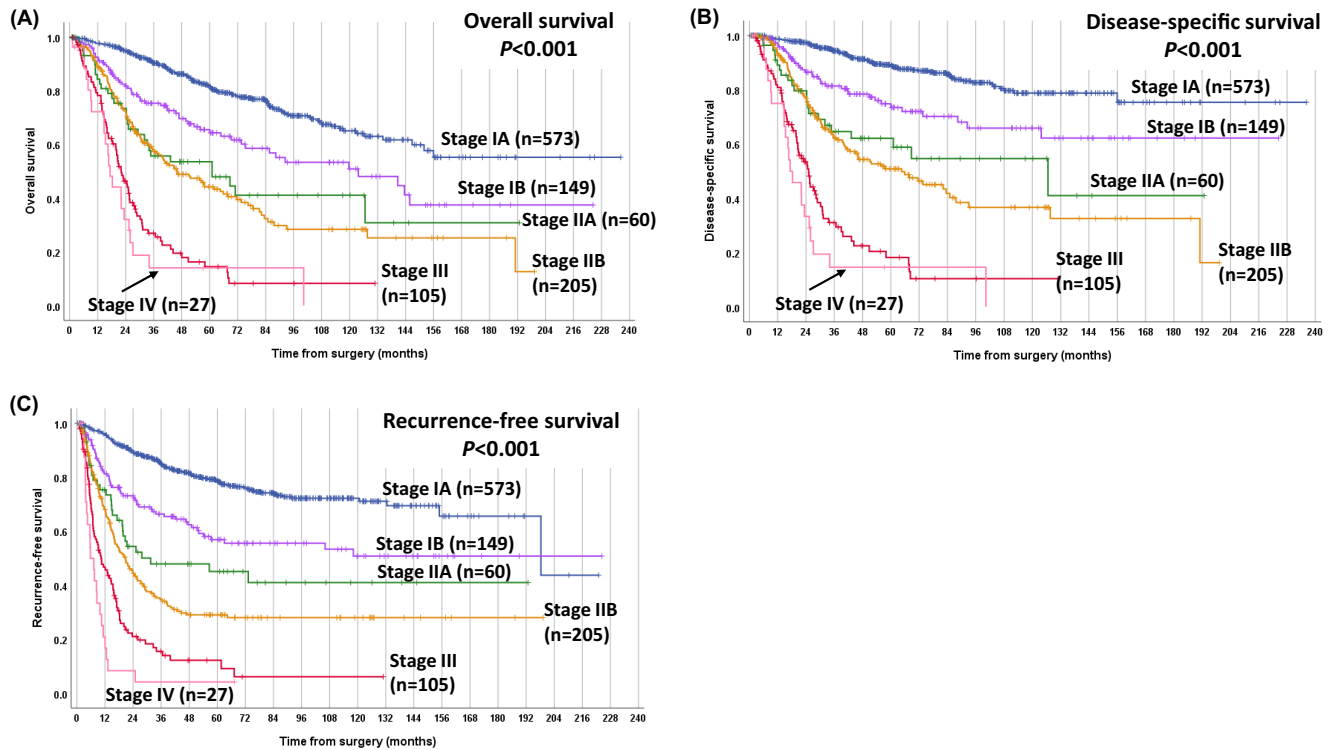 (A)
Overall survival
P<0.001
1.0
0.8
0.6
0.4
0.2
0.0
Overall survival
Stage IA (n=573)
Stage IB (n=149)
Stage IIA (n=60)
Stage IIB
(n=205)
Stage III
(n=105)
Stage IV (n=27)
0 12 24 36 48 60 72 84 96 108 120 132 144 156 168 180 192 204 216 228 240
Time from surgery (months)
(B)
Disease-specific survival
P<0.001
1.0
0.8
0.6
0.4
0.2
0.0
Disease-specific survival
Stage IA (n=573)
Stage IB (n=149)
Stage IIA (n=60)
Stage IIB
(n=205)
Stage III
(n=105)
Stage IV (n=27)
0 12 24 36 48 60 72 84 96 108 120 132 144 156 168 180 192 204 216 228 240
Time from surgery (months)
(C)
Recurrence-free survival
P<0.001
1.0
0.8
0.6
0.4
0.2
0.0
Recurrence-free survival
Stage IA (n=573)
Stage IB (n=149)
Stage IIA (n=60)
Stage IIB
(n=205)
Stage III
(n=105)
Stage IV (n=27)
0 12 24 36 48 60 72 84 96 108 120 132 144 156 168 180 192 204 216 228 240
Time from surgery (months)